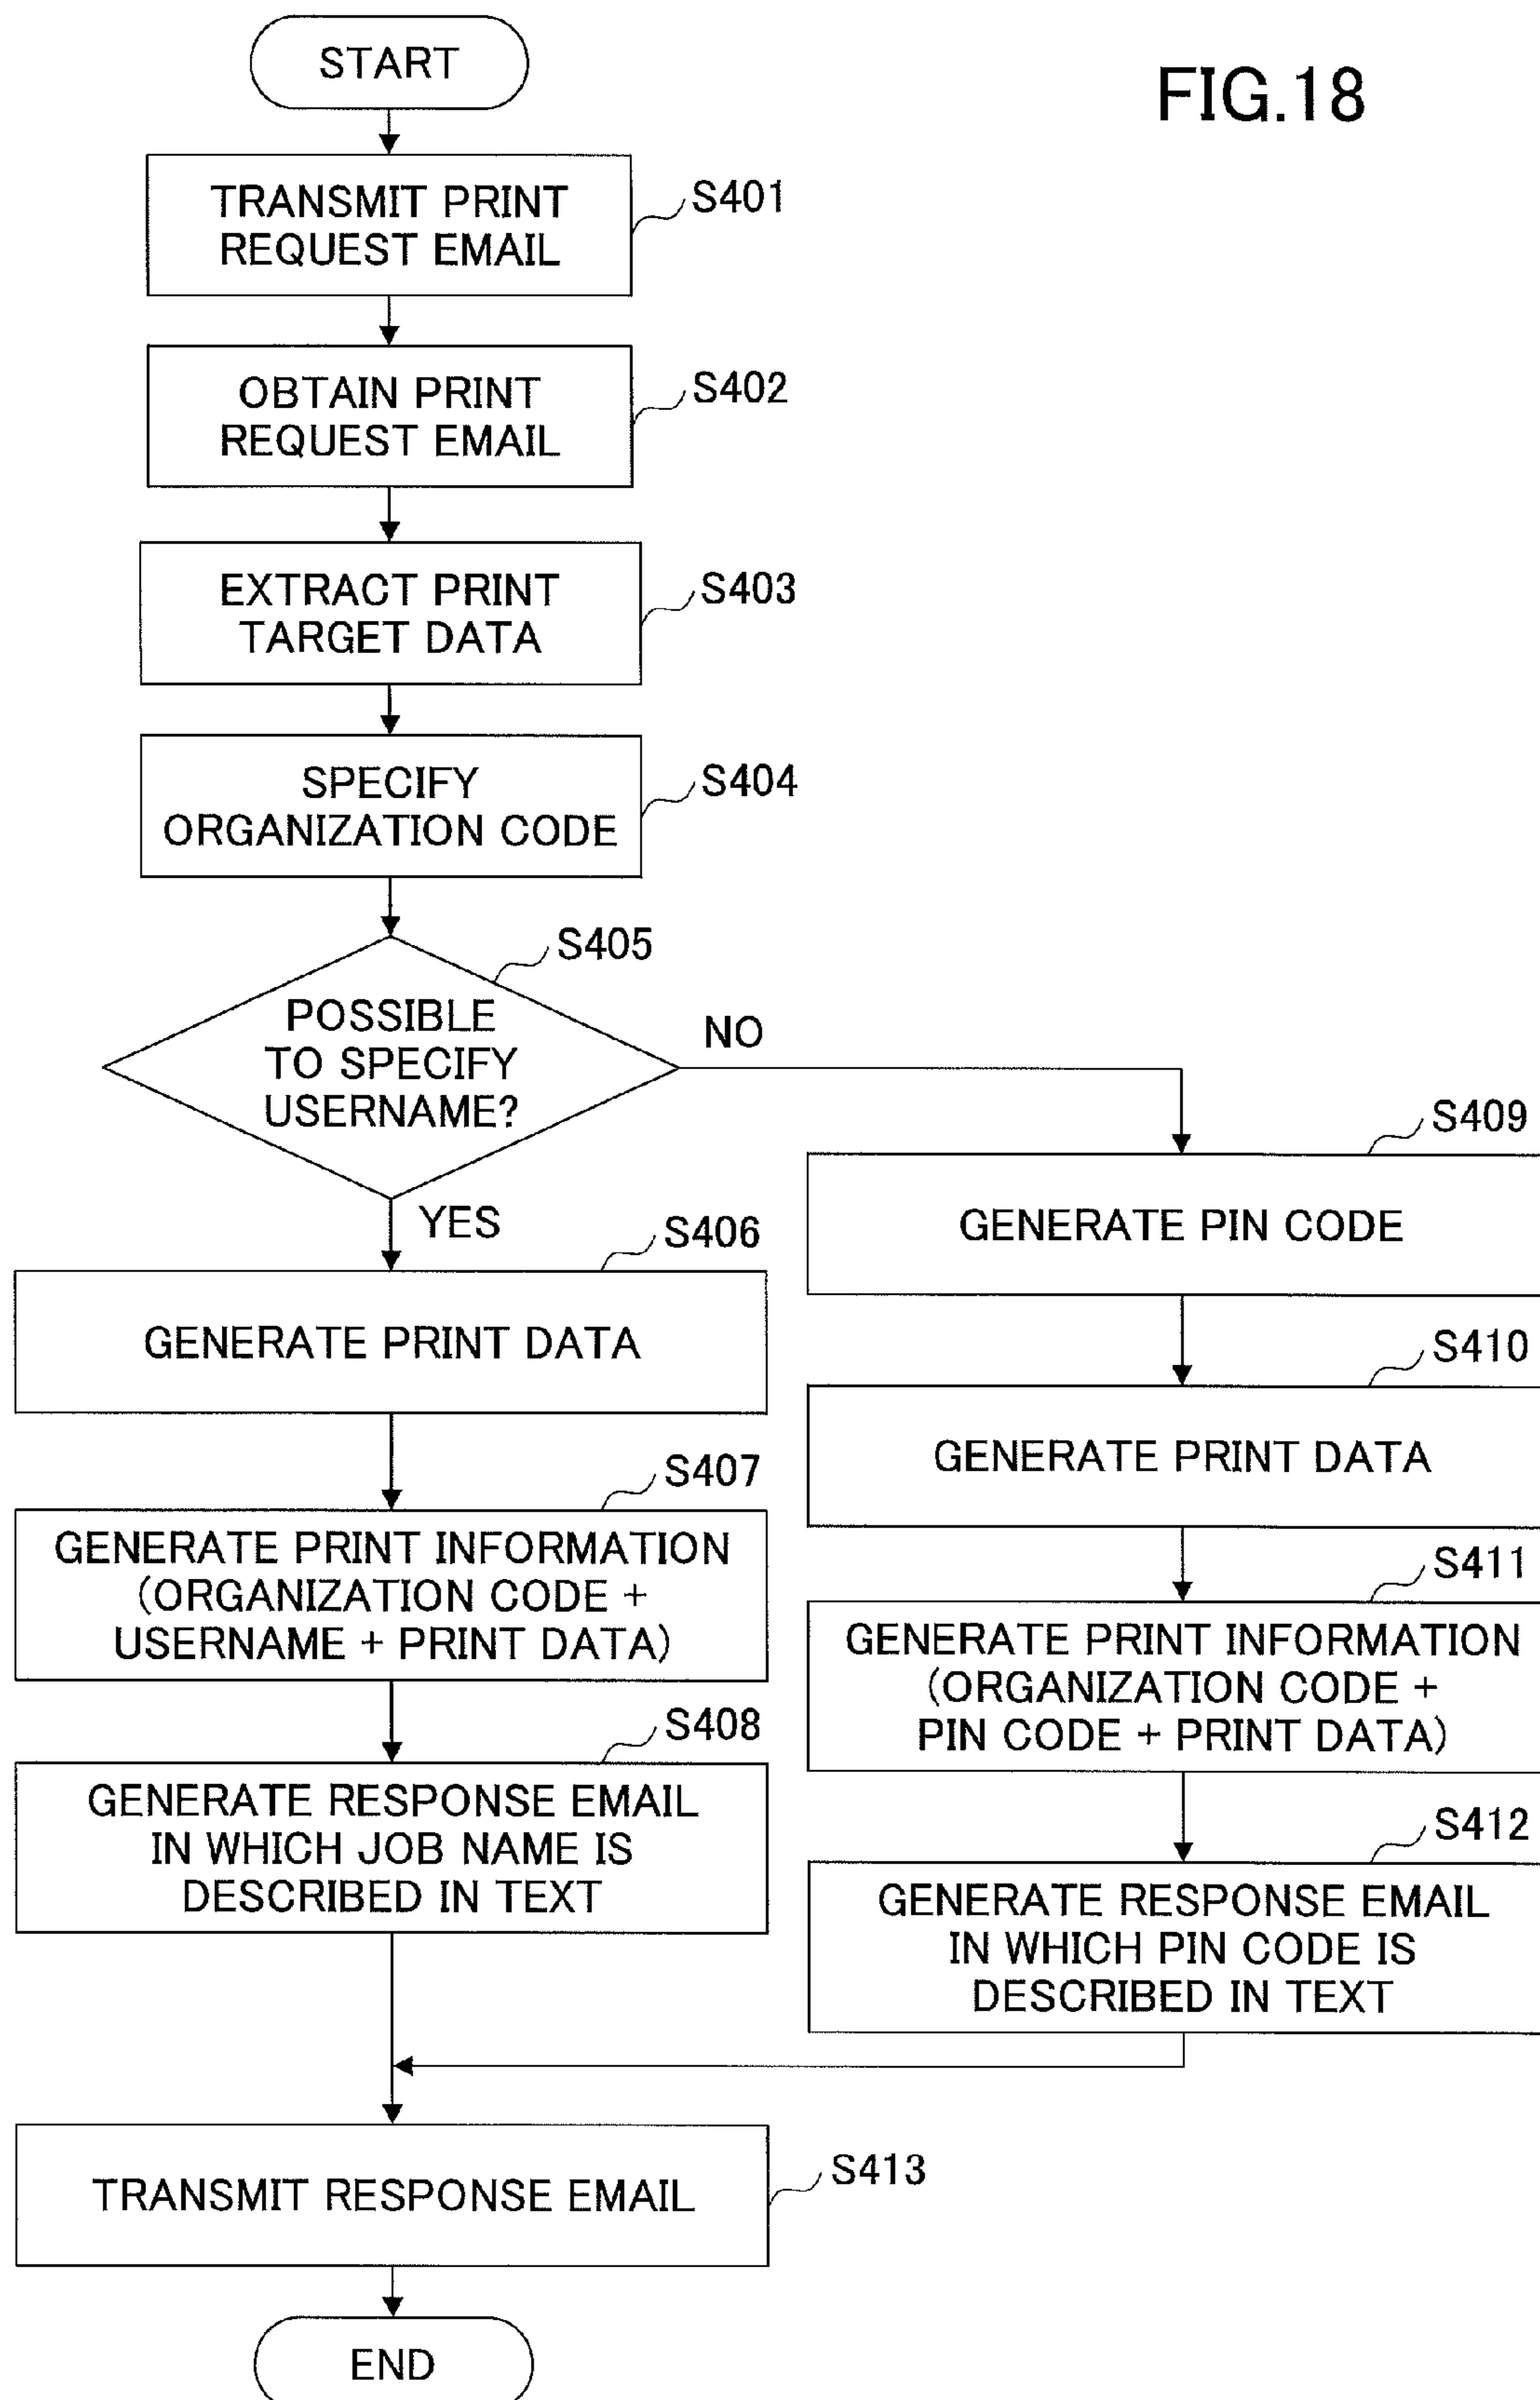 START
FIG.18
TRANSMIT PRINT
REQUEST EMAIL
S401
OBTAIN PRINT
REQUEST EMAIL
S402
EXTRACT PRINT
TARGET DATA
S403
SPECIFY
ORGANIZATION CODE
S404
POSSIBLE
TO SPECIFY
USERNAME?
S405
NO
YES
S406
GENERATE PRINT DATA
S407
GENERATE PRINT INFORMATION
(ORGANIZATION CODE +
USERNAME + PRINT DATA)
S408
GENERATE RESPONSE EMAIL
IN WHICH JOB NAME IS
DESCRIBED IN TEXT
S409
GENERATE PIN CODE
S410
GENERATE PRINT DATA
S411
GENERATE PRINT INFORMATION
(ORGANIZATION CODE +
PIN CODE + PRINT DATA)
S412
GENERATE RESPONSE EMAIL
IN WHICH PIN CODE IS
DESCRIBED IN TEXT
TRANSMIT RESPONSE EMAIL
S413
END